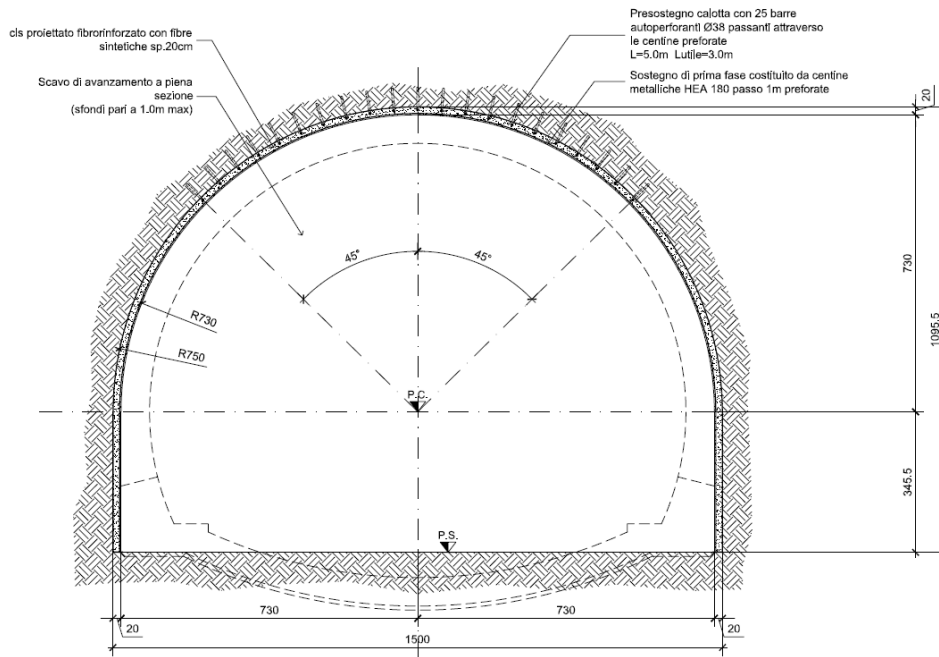 cls proiettato fibrorinforzato con fibre
sintetiche sp.20cm
Scavo di avanzamento a piena
sezione
(sfondi pari a 1.0m max)
Presostegno calotta con 25 barre
autoperforanti Ø38 passanti attraverso
le centine preforate
L=5.0m Lutile=3.0m
Sostegno di prima fase costituito da centine
metalliche HEA 180 passo 1m preforate
20
730
1095.5
345.5
45°
45°
R730
R750
P.C.
P.S.
730
730
20
20
1500